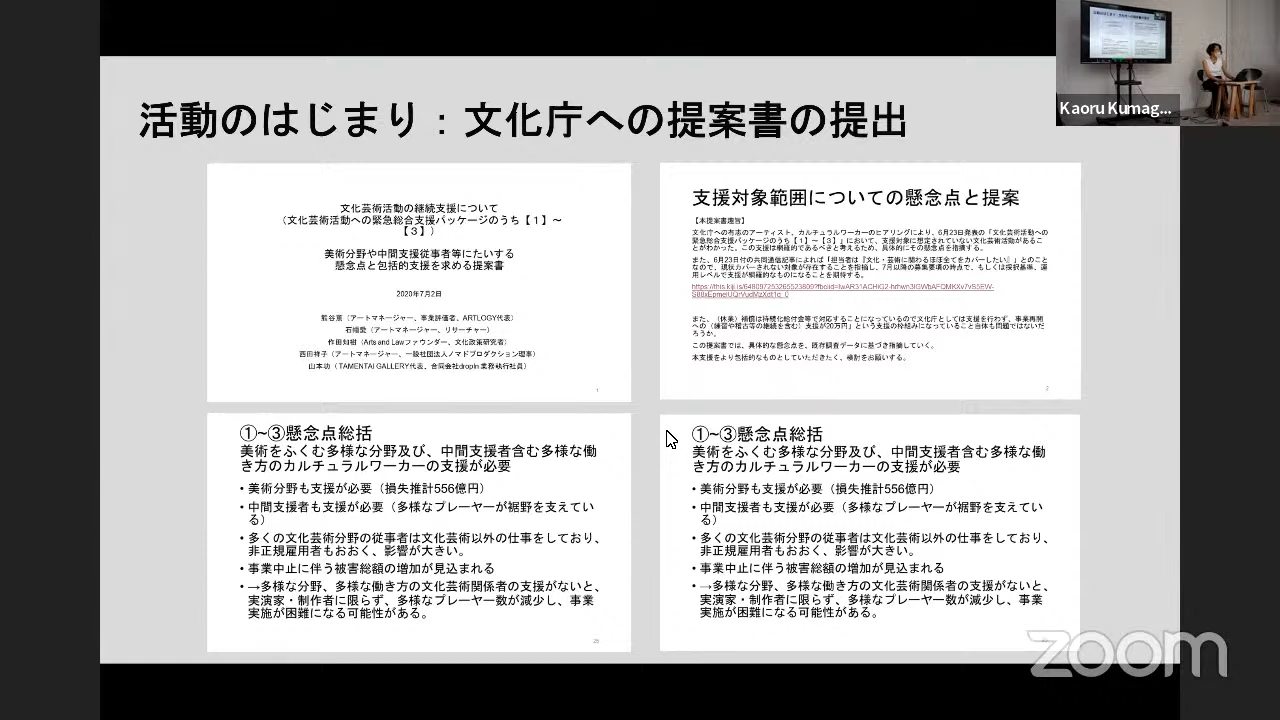 活動のはじまり：文化庁への提案書の提出
Kaoru Kumag...
文化芸術活動の継続支援について
（文化芸術活動への緊急総合支援パッケージのうち【１】～
【３】）
美術分野や中間支援従事者等にたいする
懸念点と包括的支援を求める提案書
2020年7月2日
熊谷薫（アートマネージャー、事業評価者、ARTLOGY代表）
石幡愛（アートマネージャー、リサーチャー）
作田知樹（Arts and Lawファウンダー、文化政策研究者）
西田祥子（アートマネージャー、一般社団法人ノマドプロダクション理事）
山本功（TAMENTAI GALLERY代表、合同会社dropin 業務執行社員）
1
支援対象範囲についての懸念点と提案
【本提案書趣旨】
文化庁への有志のアーティスト、カルチュラルワーカーのヒアリングにより、6月23日発表の「文化芸術活動への
緊急総合支援パッケージのうち【１】～【３】」において、支援対象に想定されていない文化芸術活動があるこ
とがわかった。この支援は網羅的であるべきと考えるため、具体的にその懸念点を指摘する。
また、6月23日付の共同通信記事によれば「担当者は『文化・芸術に関わるほぼ全てをカバーしたい』」とのこと
なので、現状カバーされない対象が存在することを指摘し、7月以降の募集要項の時点で、もしくは採択基準、運
用レベルで支援が網羅的なものになることを期待する。
また、（休業）補償は持続化給付金等で対応することになっているので文化庁としては支援を行わず、事業再開
への（練習や稽古等の継続を含む）支援が20万円」という支援の枠組みになっていること自体も問題ではないだ
ろうか。
この提案書では、具体的な懸念点を、既存調査データに基づき指摘していく。
本支援をより包括的なものとしていただきたく、検討をお願いする。
2
①~③懸念点総括
美術をふくむ多様な分野及び、中間支援者含む多様な働
き方のカルチュラルワーカーの支援が必要
• 美術分野も支援が必要（損失推計556億円）
• 中間支援者も支援が必要（多様なプレーヤーが裾野を支えてい
る）
• 多くの文化芸術分野の従事者は文化芸術以外の仕事をしており、
非正規雇用者もおおく、影響が大きい。
• 事業中止に伴う被害総額の増加が見込まれる
• →多様な分野、多様な働き方の文化芸術関係者の支援がないと、
実演家・制作者に限らず、多様なプレーヤー数が減少し、事業
実施が困難になる可能性がある。
25
①~③懸念点総括
美術をふくむ多様な分野及び、中間支援者含む多様な働
き方のカルチュラルワーカーの支援が必要
• 美術分野も支援が必要（損失推計556億円）
• 中間支援者も支援が必要（多様なプレーヤーが裾野を支えてい
る）
• 多くの文化芸術分野の従事者は文化芸術以外の仕事をしており、
非正規雇用者もおおく、影響が大きい。
• 事業中止に伴う被害総額の増加が見込まれる
• →多様な分野、多様な働き方の文化芸術関係者の支援がないと、
実演家・制作者に限らず、多様なプレーヤー数が減少し、事業
実施が困難になる可能性がある。
zoom